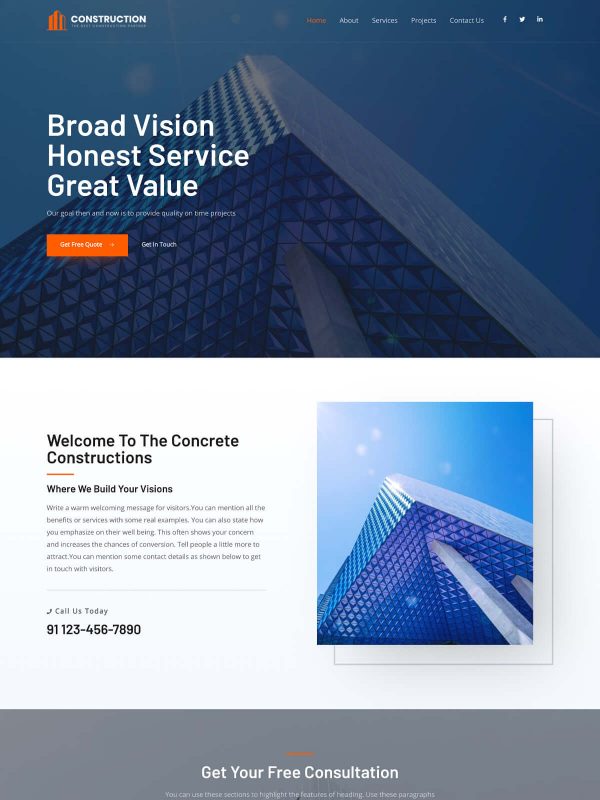 CONSTRUCTION
THE BEST CONSTRUCTION PARTNER
Home About Services Projects Contact Us
Broad Vision
Honest Service
Great Value
Our goal then and now is to provide quality on time projects
Get Free Quote
Get In Touch
Welcome To The Concrete
Constructions
Where We Build Your Visions
Write a warm welcoming message for visitors.You can mention all the
benefits or services with some real examples. You can also state how
you emphasize on their well being. This often shows your concern
and increases the chances of conversion. Tell people a little more to
attract.You can mention some contact details as shown below to get
in touch with visitors.
Call Us Today
91 123-456-7890
Get Your Free Consultation
You can use these sections to highlight the features of heading. Use these paragraphs